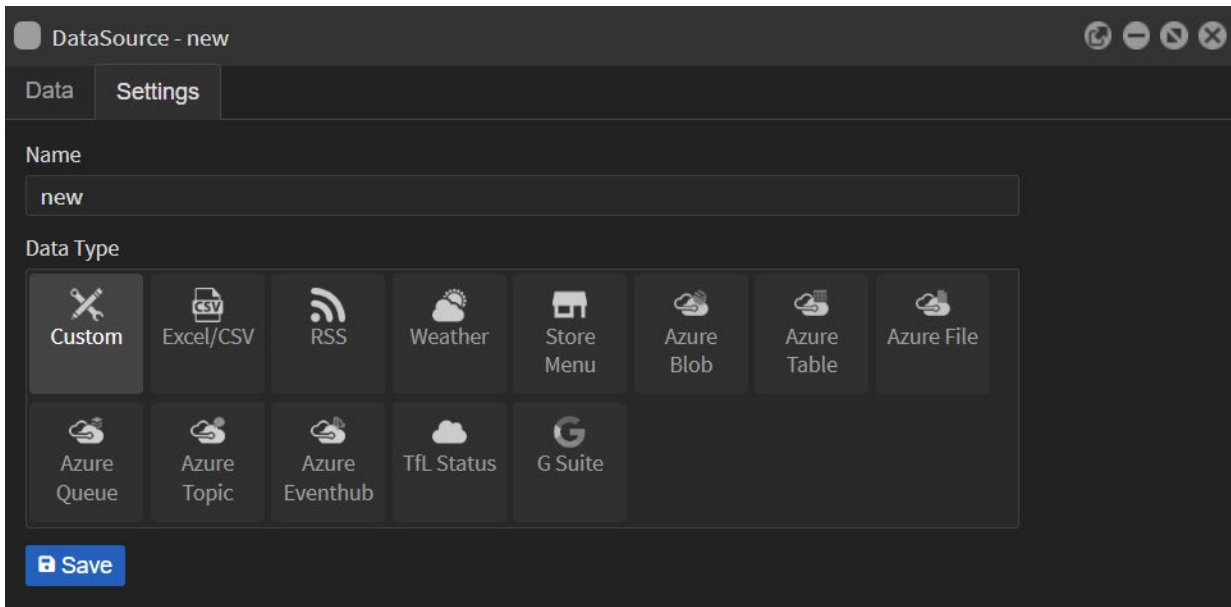 DataSource - new
Data Settings
Name
new
Data Type
Custom Excel/CSV RSS Weather Store Azure Azure Azure File
Menu Blob Table
Azure Azure Azure TfL Status G Suite
Queue Topic Eventhub
Save